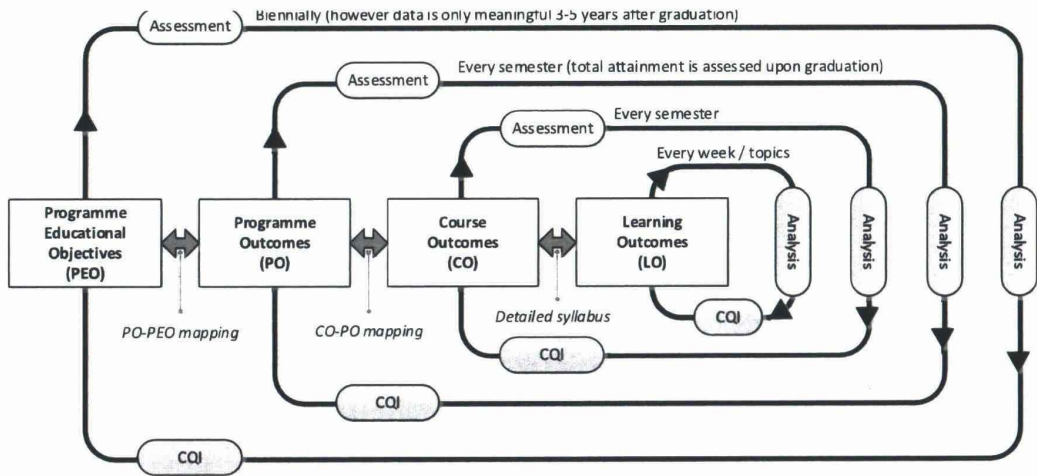 Assessment
Biennially (however data is only meaningful 3-5 years after graduation)
Assessment
Every semester (total attainment is assessed upon graduation)
Assessment
Every semester
Every week / topics
Programme
Educational
Objectives
(PEO)
Programme
Outcomes
(PO)
Course
Outcomes
(CO)
Learning
Outcomes
(LO)
Analysis
Analysis
Analysis
Analysis
PO-PEO mapping
CO-PO mapping
Detailed syllabus
CQI
CQI
CQI
CQI